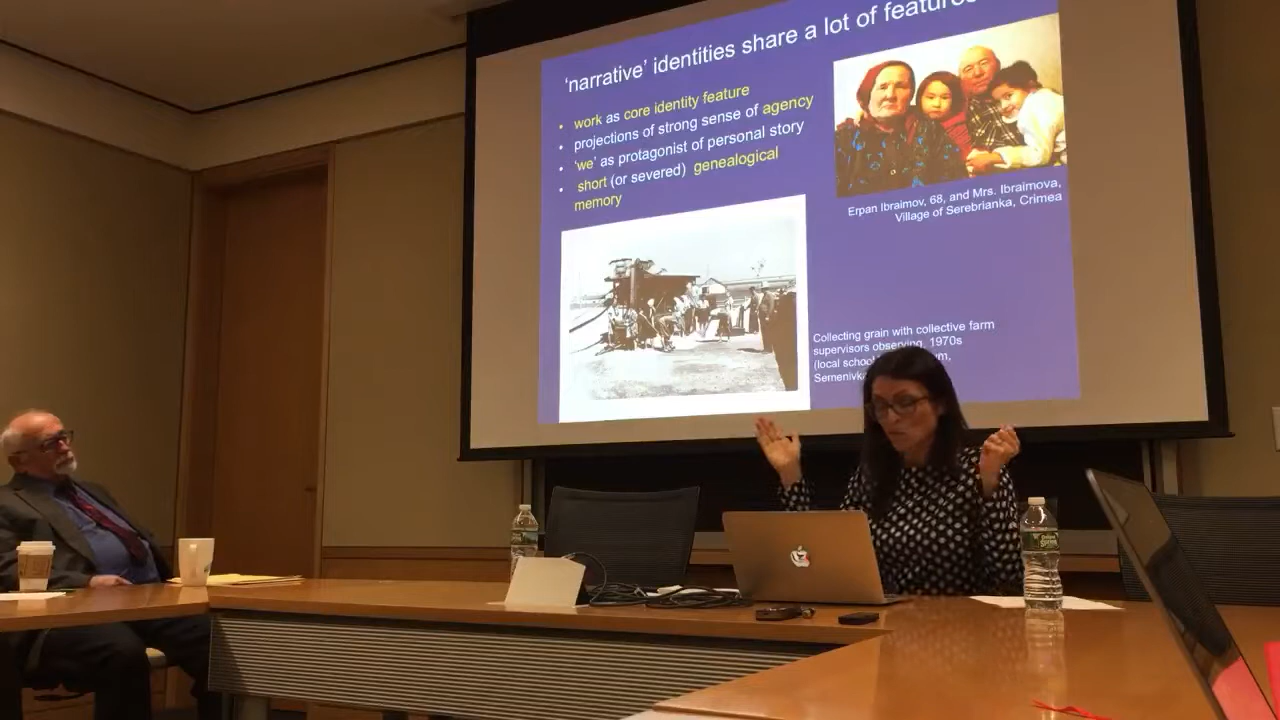 'narrative' identities share a lot of features
• work as core identity feature
• projections of strong sense of agency
• 'we' as protagonist of personal story
• short (or severed) genealogical
memory
Erpan Ibraimov, 68, and Mrs. Ibraimova,
Village of Serebrianka, Crimea
Collecting grain with collective farm
supervisors observing, 1970s
(local school
Semenivka